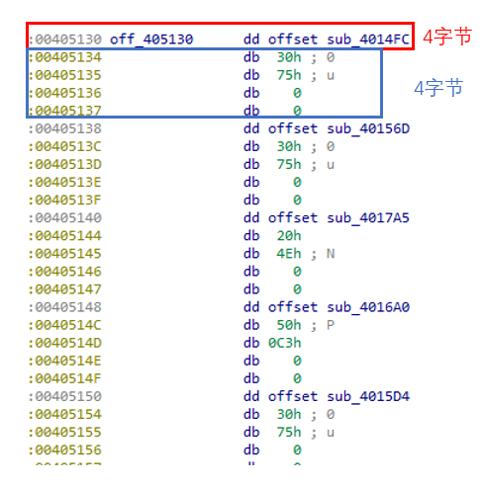 :00405130 off_405130 dd offset sub_4014FC 4字节
:00405134 db 30h ; 0
:00405135 db 75h ; u
:00405136 db 0
:00405137 db 0
4字节
:00405138 dd offset sub_40156D
:0040513C db 30h ; 0
:0040513D db 75h ; u
:0040513E db 0
:0040513F db 0
:00405140 dd offset sub_4017A5
:00405144 db 20h
:00405145 db 4Eh ; N
:00405146 db 0
:00405147 db 0
:00405148 dd offset sub_4016A0
:0040514C db 50h ; P
:0040514D db 0C3h
:0040514E db 0
:0040514F db 0
:00405150 dd offset sub_4015D4
:00405154 db 30h ; 0
:00405155 db 75h ; u
:00405156 db 0